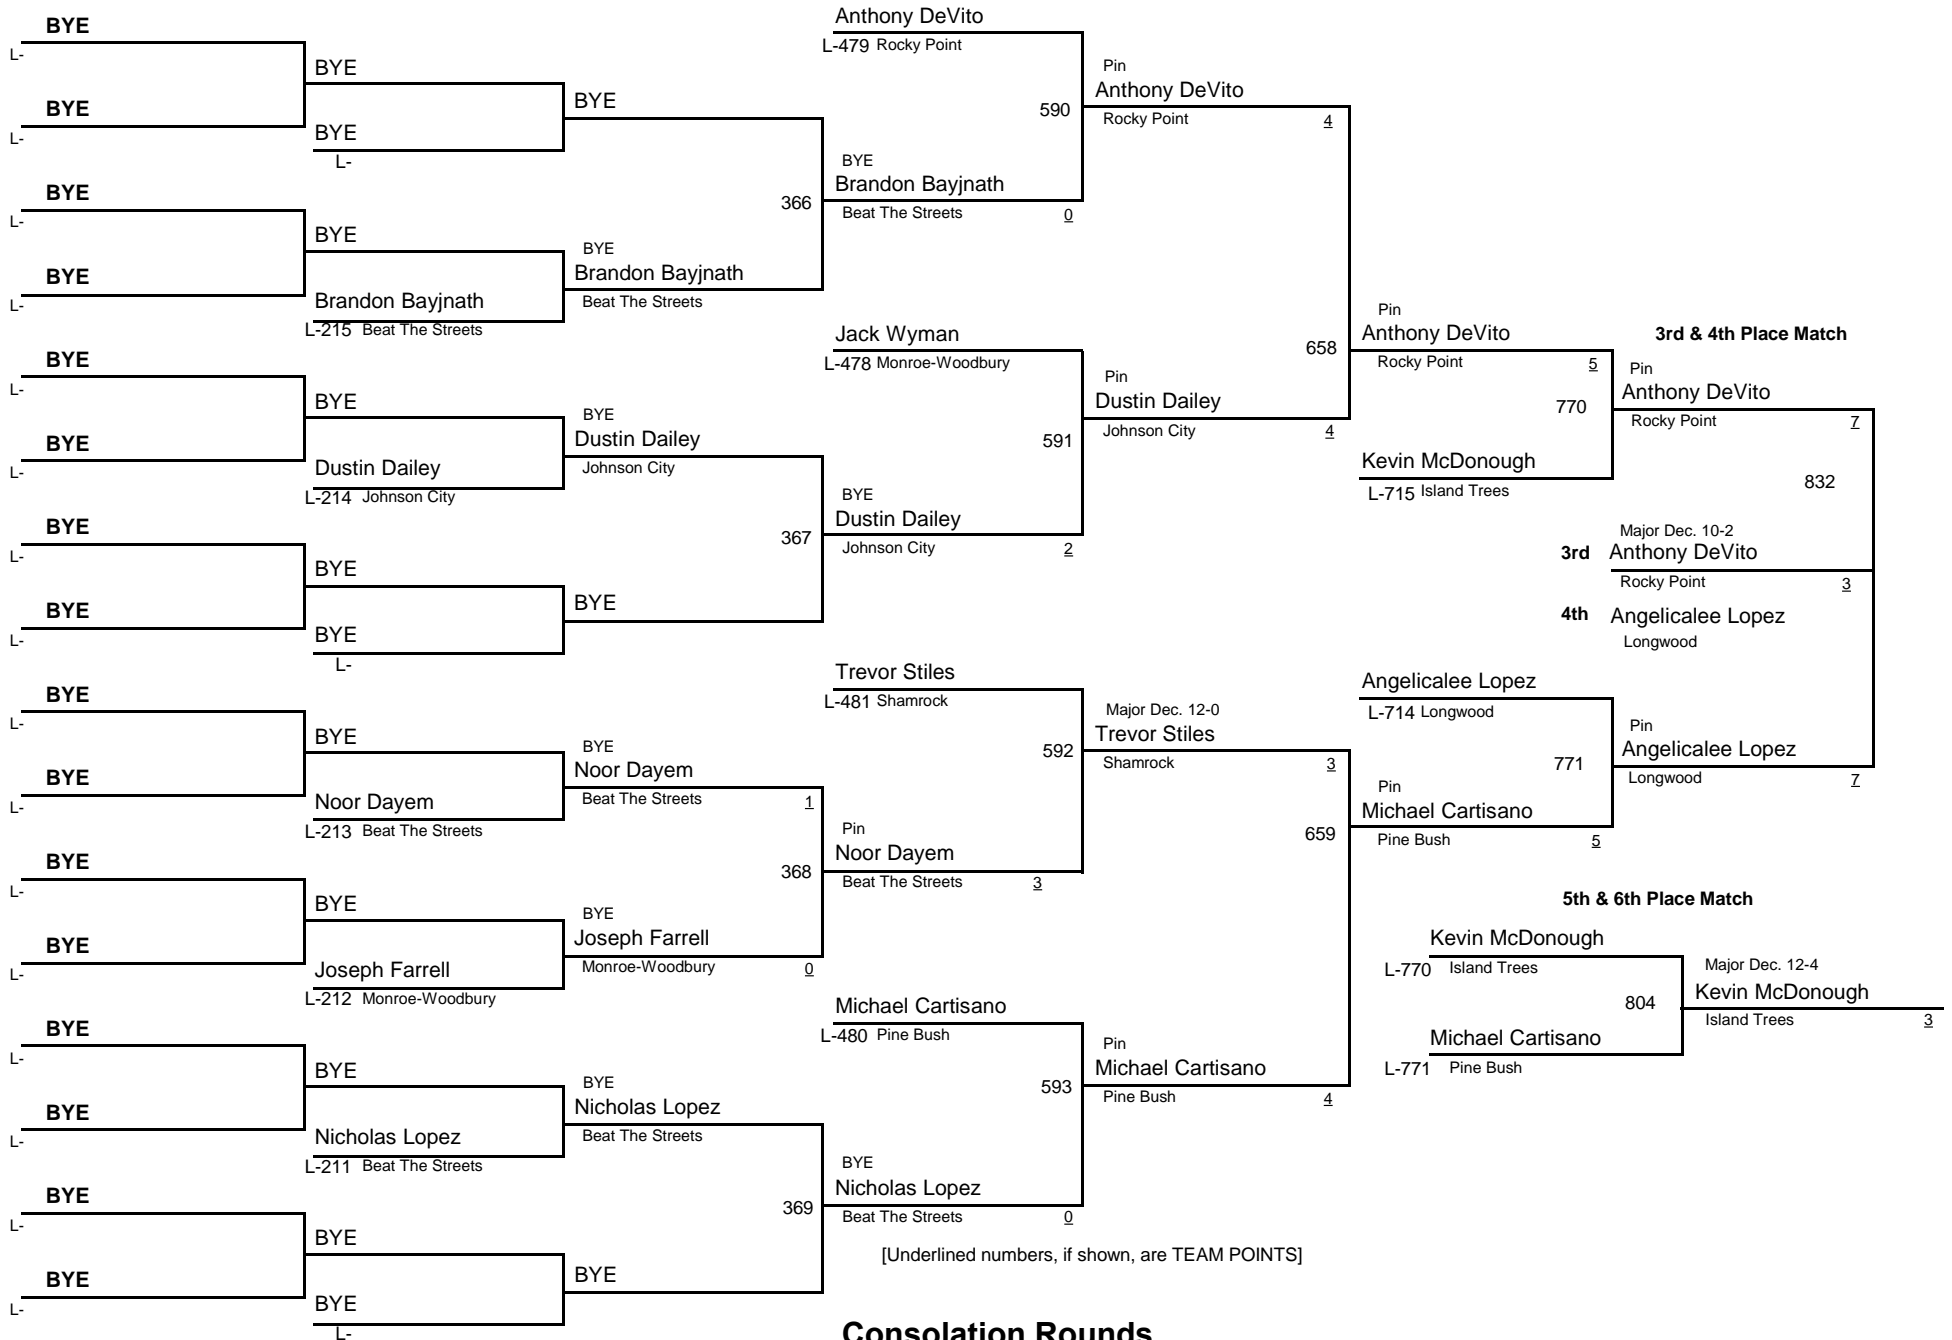 BYE
L-
BYE
L-
BYE
L-
BYE
L-
BYE
L-
BYE
L-
BYE
L-
BYE
L-
BYE
L-
BYE
L-
BYE
L-
BYE
L-
BYE
L-
BYE
L-
BYE
L-
BYE
L-
BYE
BYE
L-
BYE
Brandon Bayjnath
L-215 Beat The Streets
BYE
Dustin Dailey
L-214 Johnson City
BYE
BYE
L-
BYE
Noor Dayem
L-213 Beat The Streets
BYE
Joseph Farrell
L-212 Monroe-Woodbury
BYE
Nicholas Lopez
L-211 Beat The Streets
BYE
BYE
L-
BYE
366
BYE
Brandon Bayjnath
Beat The Streets
BYE
Dustin Dailey
Johnson City
367
BYE
BYE
Noor Dayem
Beat The Streets 1
368
BYE
Joseph Farrell
Monroe-Woodbury 0
BYE
Nicholas Lopez
Beat The Streets
369
BYE
Anthony DeVito
L-479 Rocky Point
590
BYE
Brandon Bayjnath
Beat The Streets 0
Jack Wyman
L-478 Monroe-Woodbury
591
BYE
Dustin Dailey
Johnson City 2
Trevor Stiles
L-481 Shamrock
592
Pin
Noor Dayem
Beat The Streets 3
Michael Cartisano
L-480 Pine Bush
593
BYE
Nicholas Lopez
Beat The Streets 0
Pin
Anthony DeVito
Rocky Point 4
658
Pin
Dustin Dailey
Johnson City 4
Major Dec. 12-0
Trevor Stiles
Shamrock 3
659
Pin
Michael Cartisano
Pine Bush 4
Pin
Anthony DeVito
Rocky Point 5
770
Kevin McDonough
L-715 Island Trees
Angelicalee Lopez
L-714 Longwood
771
Pin
Michael Cartisano
Pine Bush 5
3rd & 4th Place Match
Pin
Anthony DeVito
Rocky Point 7
832
Major Dec. 10-2
3rd Anthony DeVito
Rocky Point 3
4th Angelicalee Lopez
Longwood
Pin
Angelicalee Lopez
Longwood 7
5th & 6th Place Match
Kevin McDonough
L-770 Island Trees
804
Michael Cartisano
L-771 Pine Bush
Major Dec. 12-4
Kevin McDonough
Island Trees 3
[Underlined numbers, if shown, are TEAM POINTS]
Consolation Rounds